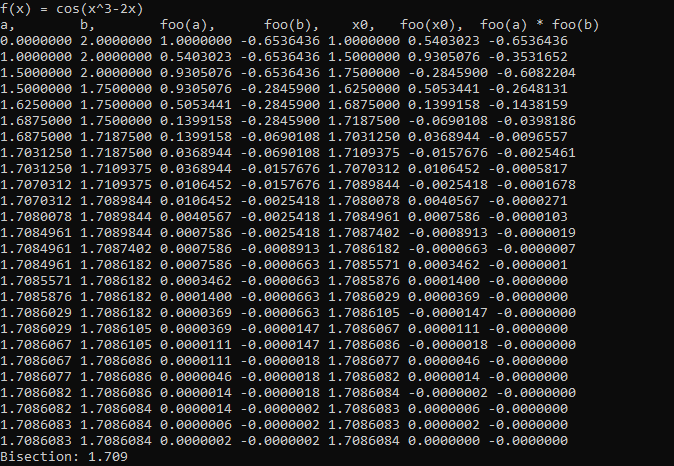 f(x) = cos(x^3-2x)
a, b, foo(a), foo(b), x0, foo(x0), foo(a) * foo(b)
0.0000000 2.0000000 1.0000000 -0.6536436 1.0000000 0.5403023 -0.6536436
1.0000000 2.0000000 0.5403023 -0.6536436 1.5000000 0.9305076 -0.3531652
1.5000000 2.0000000 0.9305076 -0.6536436 1.7500000 -0.2845900 -0.6082204
1.5000000 1.7500000 0.9305076 -0.2845900 1.6250000 0.5053441 -0.2648131
1.6250000 1.7500000 0.5053441 -0.2845900 1.6875000 0.1399158 -0.1438159
1.6875000 1.7500000 0.1399158 -0.2845900 1.7187500 -0.0690108 -0.0398186
1.6875000 1.7187500 0.1399158 -0.0690108 1.7031250 0.0368944 -0.0096557
1.7031250 1.7187500 0.0368944 -0.0690108 1.7109375 -0.0157676 -0.0025461
1.7031250 1.7109375 0.0368944 -0.0157676 1.7070312 0.0106452 -0.0005817
1.7070312 1.7109375 0.0106452 -0.0157676 1.7089844 -0.0025418 -0.0001678
1.7070312 1.7089844 0.0106452 -0.0025418 1.7080078 0.0040567 -0.0000271
1.7080078 1.7089844 0.0040567 -0.0025418 1.7084961 0.0007586 -0.0000103
1.7084961 1.7089844 0.0007586 -0.0025418 1.7087402 -0.0008913 -0.0000019
1.7084961 1.7087402 0.0007586 -0.0008913 1.7086182 -0.0000663 -0.0000007
1.7084961 1.7086182 0.0007586 -0.0000663 1.7085571 0.0003462 -0.0000001
1.7085571 1.7086182 0.0003462 -0.0000663 1.7085876 0.0001400 -0.0000000
1.7085876 1.7086182 0.0001400 -0.0000663 1.7086029 0.0000369 -0.0000000
1.7086029 1.7086182 0.0000369 -0.0000663 1.7086105 -0.0000147 -0.0000000
1.7086029 1.7086105 0.0000369 -0.0000147 1.7086067 0.0000111 -0.0000000
1.7086067 1.7086105 0.0000111 -0.0000147 1.7086086 -0.0000018 -0.0000000
1.7086067 1.7086086 0.0000111 -0.0000018 1.7086077 0.0000046 -0.0000000
1.7086077 1.7086086 0.0000046 -0.0000018 1.7086082 0.0000014 -0.0000000
1.7086082 1.7086086 0.0000014 -0.0000018 1.7086084 -0.0000002 -0.0000000
1.7086082 1.7086084 0.0000014 -0.0000002 1.7086083 0.0000006 -0.0000000
1.7086083 1.7086084 0.0000006 -0.0000002 1.7086083 0.0000002 -0.0000000
1.7086083 1.7086084 0.0000002 -0.0000002 1.7086084 0.0000000 -0.0000000
Bisection: 1.709